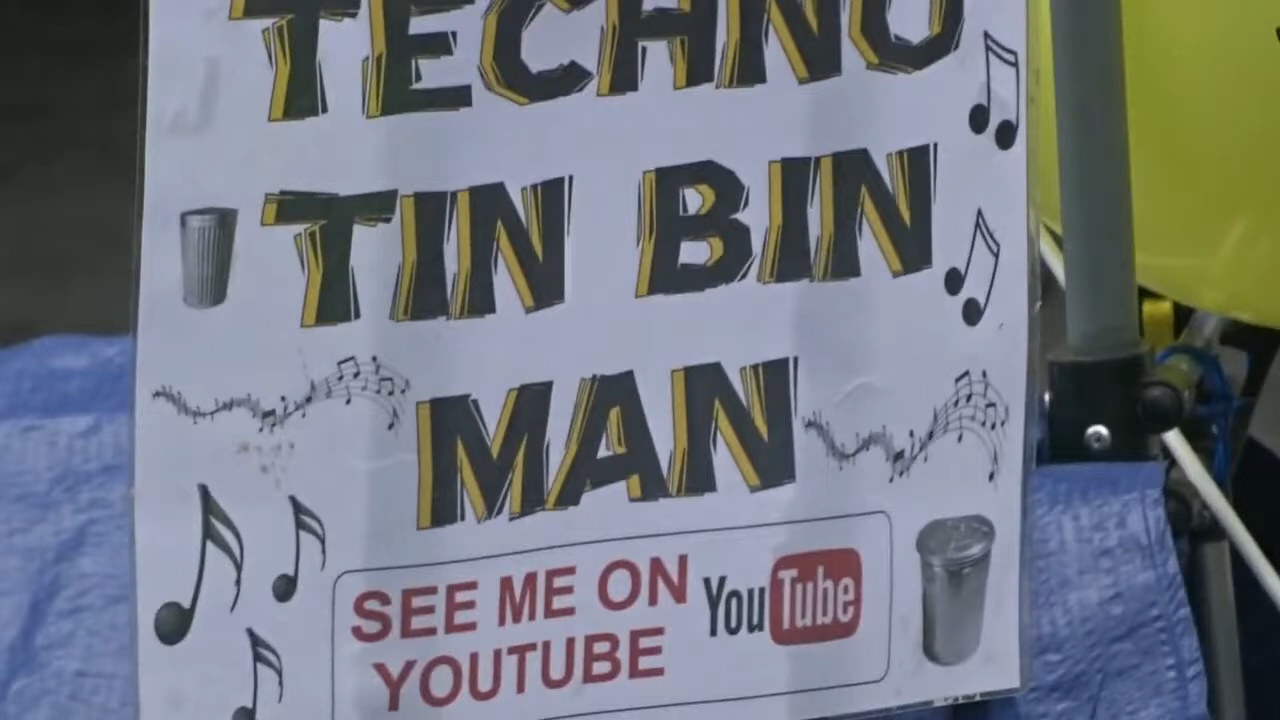 TECHNO
TIN BIN
MAN
SEE ME ON
YOUTUBE
YouTube